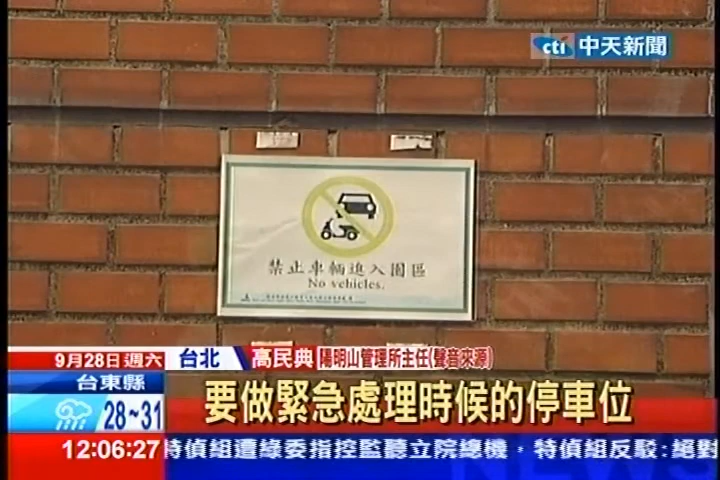 cti 中天新聞
禁止車輛進入園區
No vehicles.
9月28日週六
台北
高民典
陽明山管理所主任(聲音來源)
台東縣
28~31
要做緊急處理時候的停車位
12:06:27
特偵組遭綠委指控監聽立院總機，特偵組反駁:絕對
NEWS